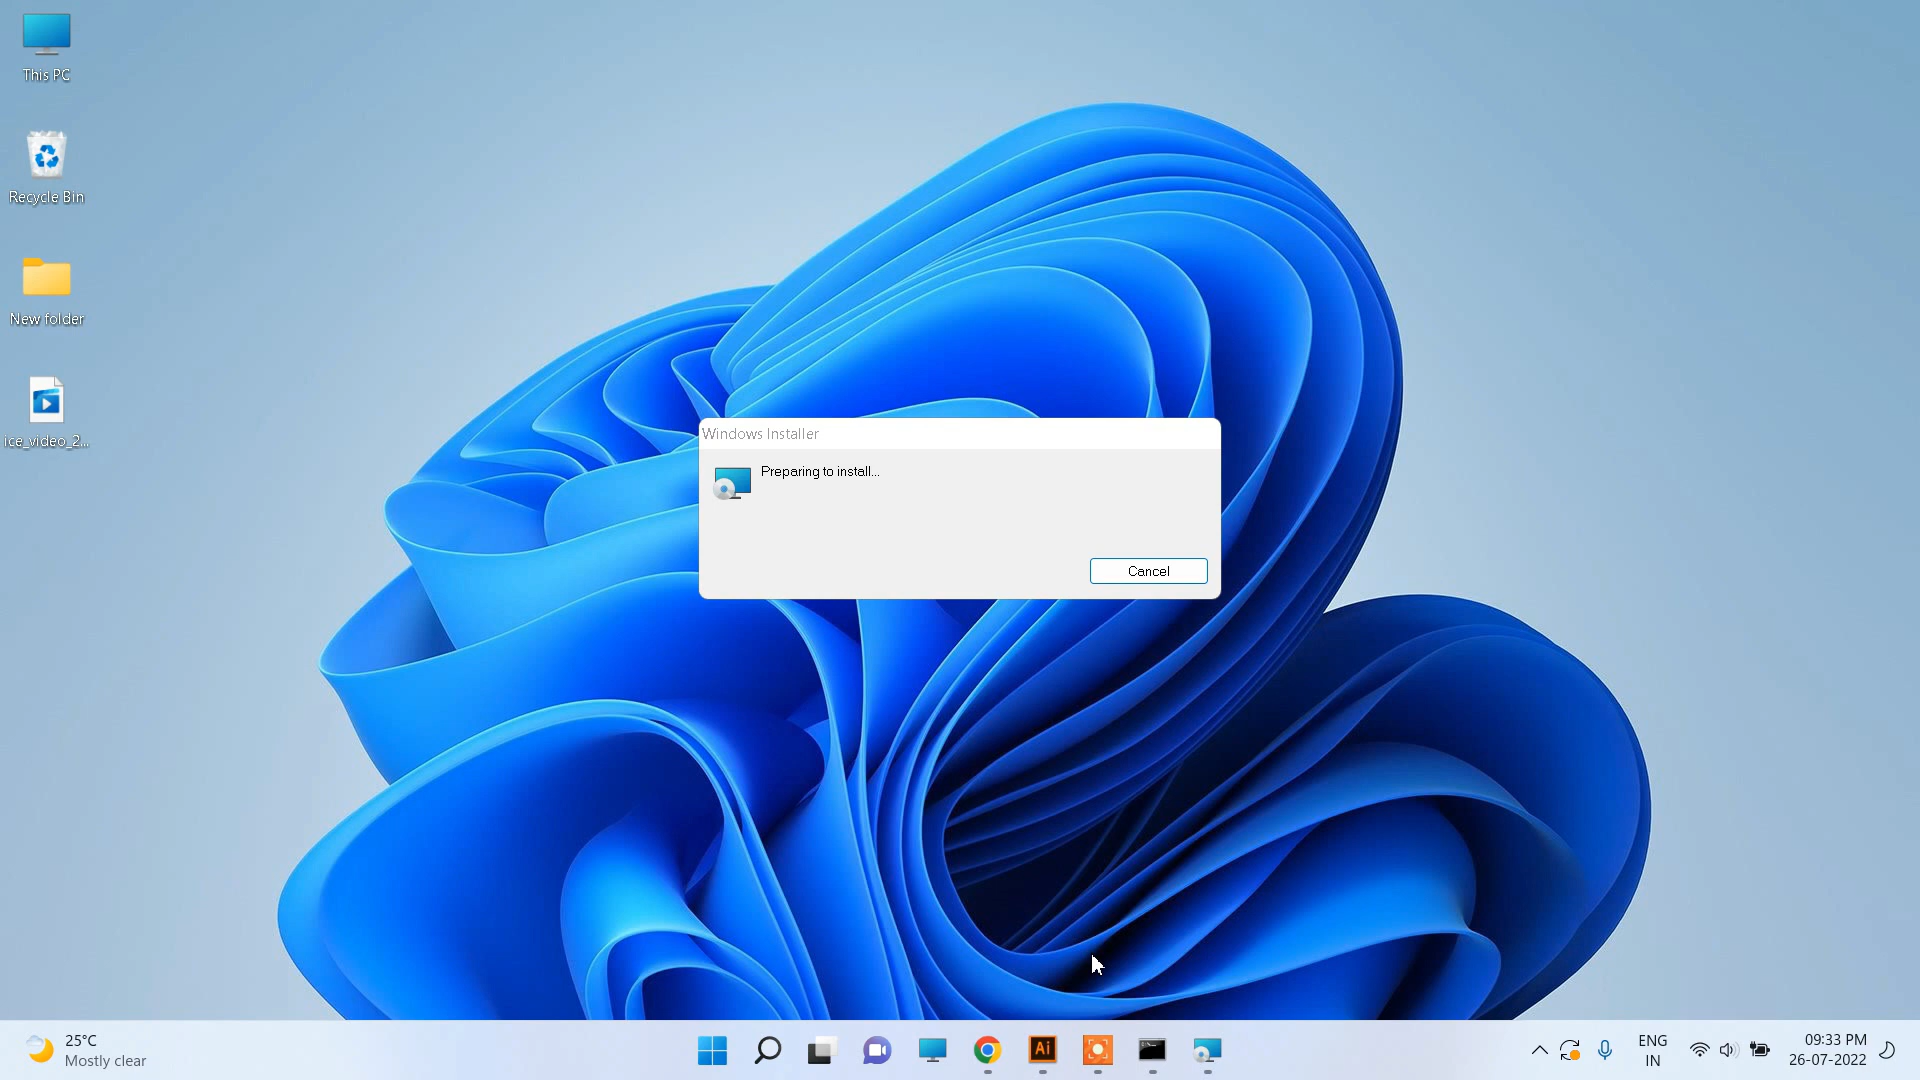 This PC
Recycle Bin
New folder
ice_video_2...
Windows Installer
Preparing to install...
Cancel
25°C
Mostly clear
Ai
ENG
IN
09:33 PM
26-07-2022